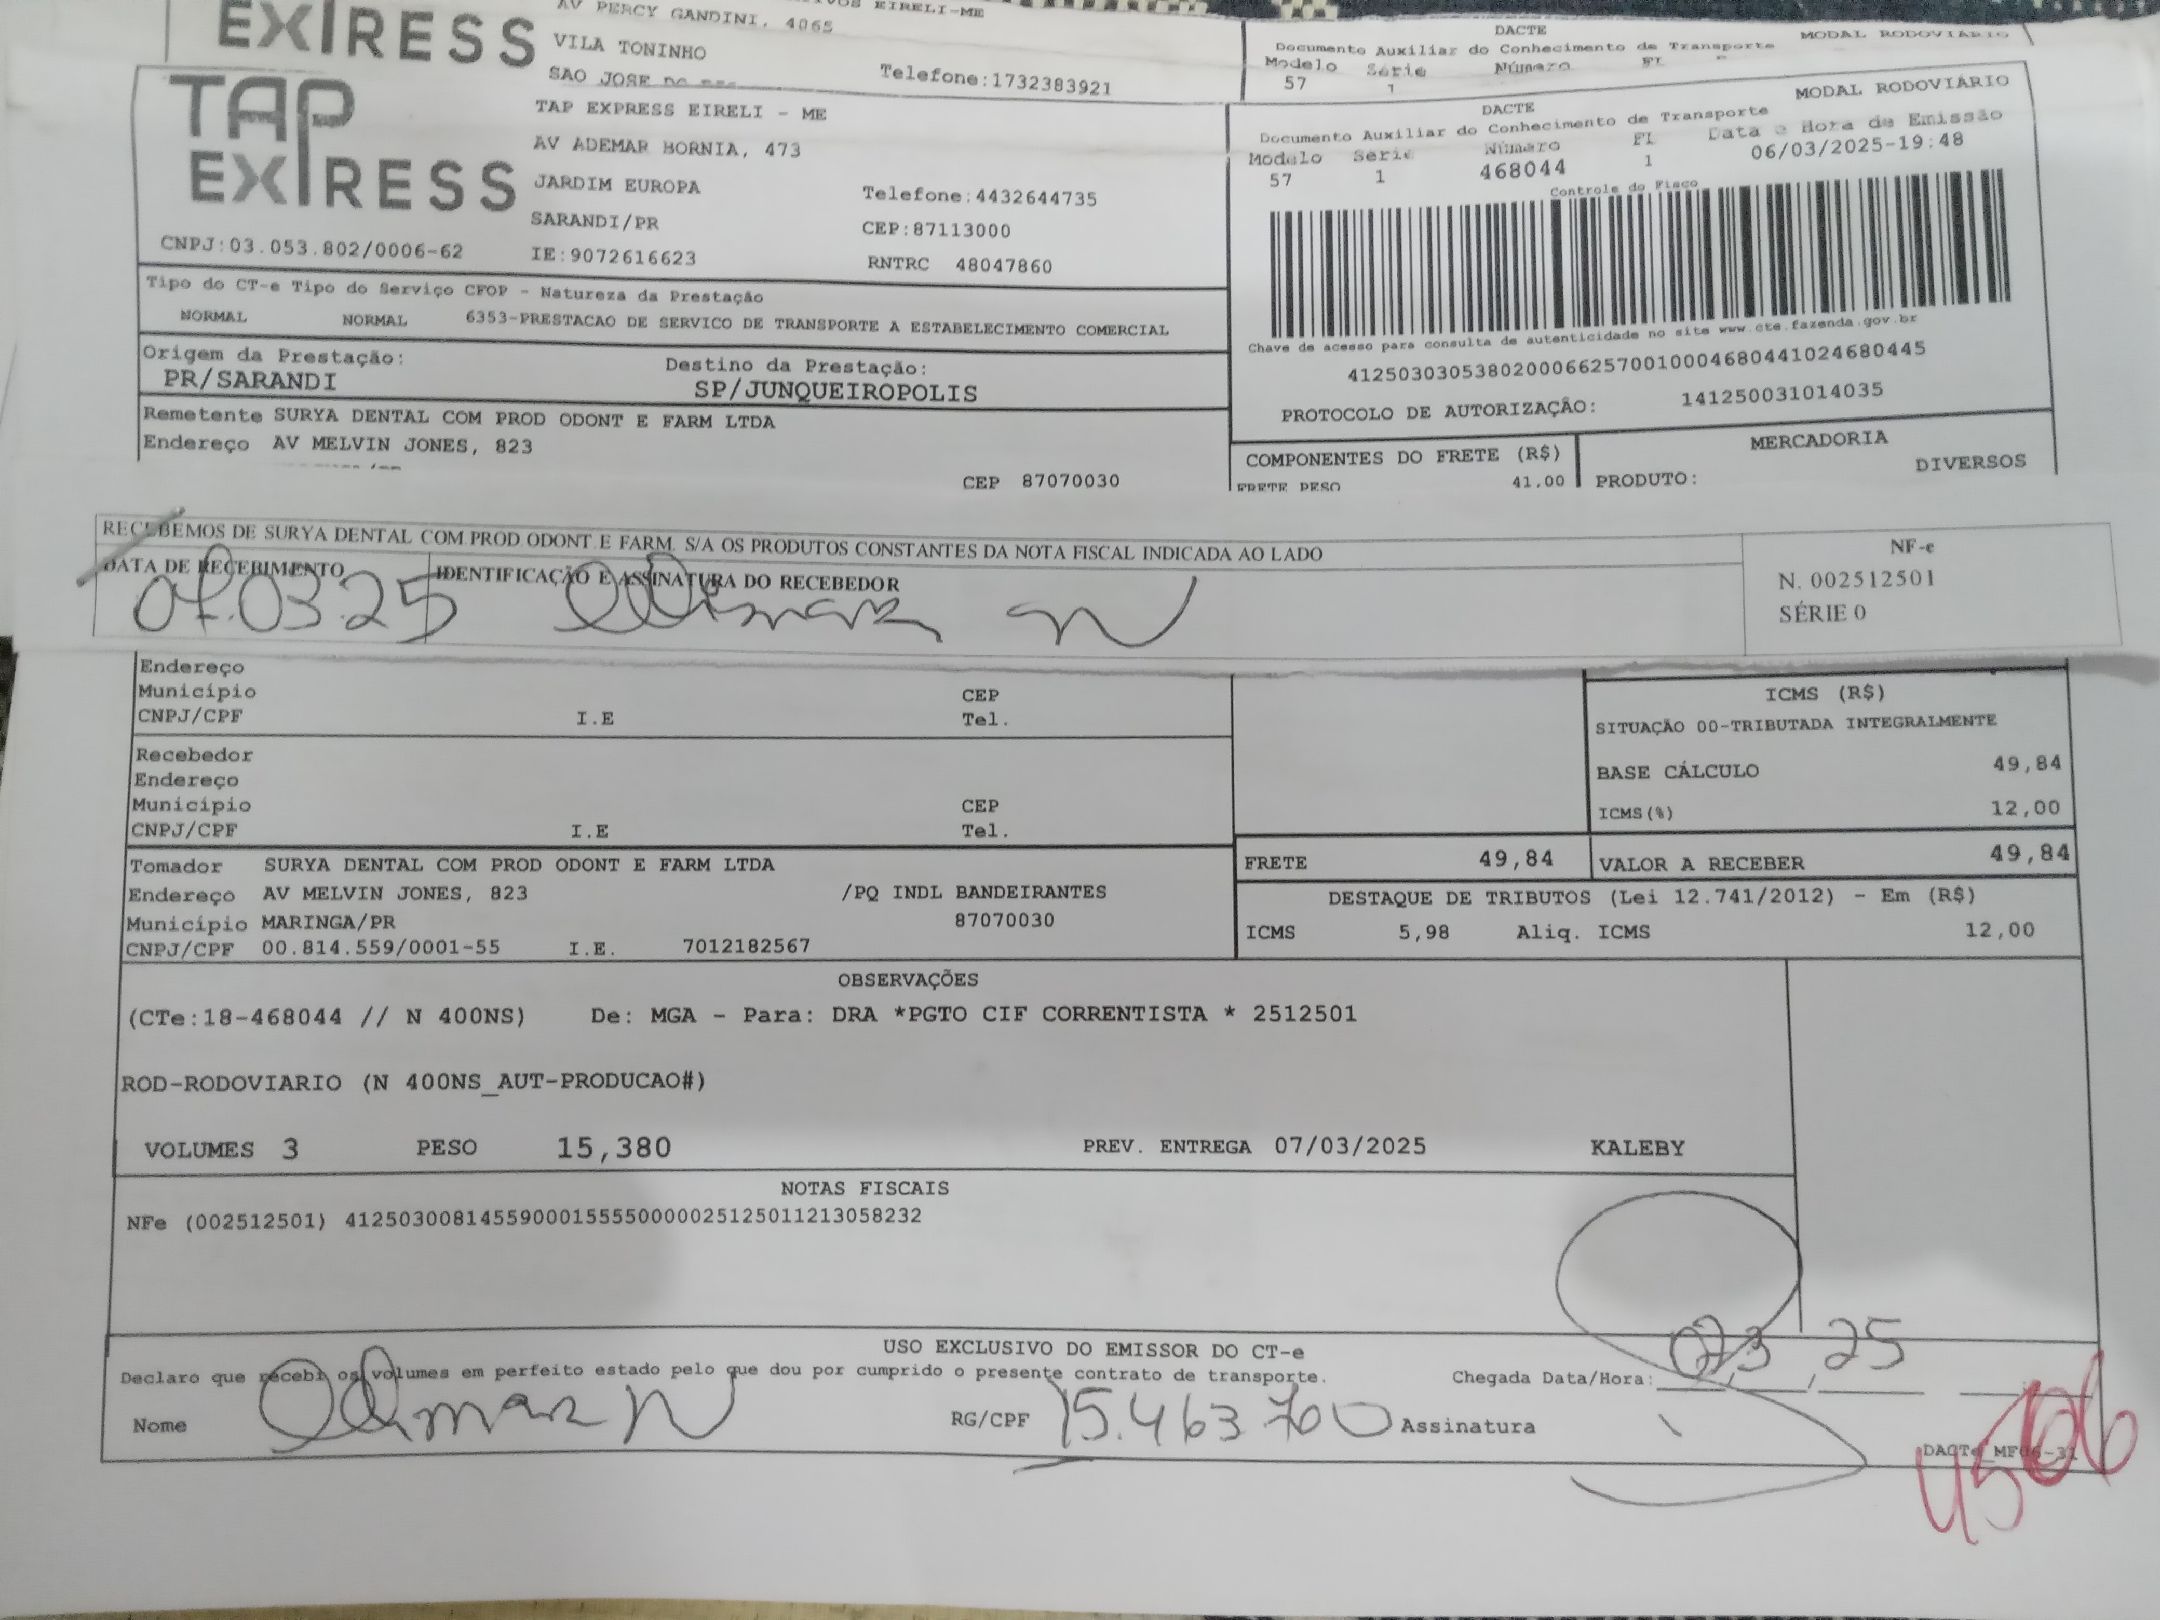 EXPRESS
AV PERCY GANDINI, 4065
EIRELI-ME
VILA TONINHO
SAO JOSE
Telefone:1732383921
DACTE
MODAL RODOVIARIO
Documento Auxiliar do Conhecimento de Transporte
Modelo Série Número Fl
57 1
TAP EXPRESS
TAP EXPRESS EIRELI - ME
AV ADEMAR BORNIA, 473
JARDIM EUROPA
Telefone:4432644735
SARANDI/PR
CEP:87113000
CNPJ:03.053.802/0006-62
IE:9072616623
RNTRC 48047860
DACTE
MODAL RODOVIÁRIO
Documento Auxiliar do Conhecimento de Transporte
Modelo Série Número Fl Data e Hora de Emissão
57 1 468044 1 06/03/2025-19:48
Controle do Fisco
Chave de acesso para consulta de autenticidade no site www.cte.fazenda.gov.br
41250303053802000662570010004680441024680445
PROTOCOLO DE AUTORIZAÇÃO: 141250031014035
Tipo do CT-e Tipo do Serviço CFOP - Natureza da Prestação
NORMAL NORMAL 6353-PRESTACAO DE SERVICO DE TRANSPORTE A ESTABELECIMENTO COMERCIAL
Origem da Prestação: Destino da Prestação:
PR/SARANDI SP/JUNQUEIROPOLIS
Remetente SURYA DENTAL COM PROD ODONT E FARM LTDA
Endereço AV MELVIN JONES, 823
CEP 87070030
COMPONENTES DO FRETE (R$)
FRETE PESO 41,00
MERCADORIA
PRODUTO: DIVERSOS
RECEBEMOS DE SURYA DENTAL COM.PROD ODONT.E FARM. S/A OS PRODUTOS CONSTANTES DA NOTA FISCAL INDICADA AO LADO
DATA DE RECEBIMENTO
IDENTIFICAÇÃO E ASSINATURA DO RECEBEDOR
07.03.25
NF-e
N. 002512501
SÉRIE 0
Endereço
Município CEP
CNPJ/CPF I.E Tel.
Recebedor
Endereço
Município CEP
CNPJ/CPF I.E Tel.
ICMS (R$)
SITUAÇÃO 00-TRIBUTADA INTEGRALMENTE
BASE CÁLCULO 49,84
ICMS(%) 12,00
Tomador SURYA DENTAL COM PROD ODONT E FARM LTDA
Endereço AV MELVIN JONES, 823 /PQ INDL BANDEIRANTES
Município MARINGA/PR 87070030
CNPJ/CPF 00.814.559/0001-55 I.E. 7012182567
FRETE 49,84 VALOR A RECEBER 49,84
DESTAQUE DE TRIBUTOS (Lei 12.741/2012) - Em (R$)
ICMS 5,98 Aliq. ICMS 12,00
OBSERVAÇÕES
(CTe:18-468044 // N 400NS) De: MGA - Para: DRA *PGTO CIF CORRENTISTA * 2512501
ROD-RODOVIARIO (N 400NS_AUT-PRODUCAO#)
VOLUMES 3 PESO 15,380 PREV. ENTREGA 07/03/2025 KALEBY
NOTAS FISCAIS
NFe (002512501) 41250300814559000155550000025125011213058232
USO EXCLUSIVO DO EMISSOR DO CT-e
Declaro que recebi os volumes em perfeito estado pelo que dou por cumprido o presente contrato de transporte.
Chegada Data/Hora:
Nome
RG/CPF 15.463760 Assinatura